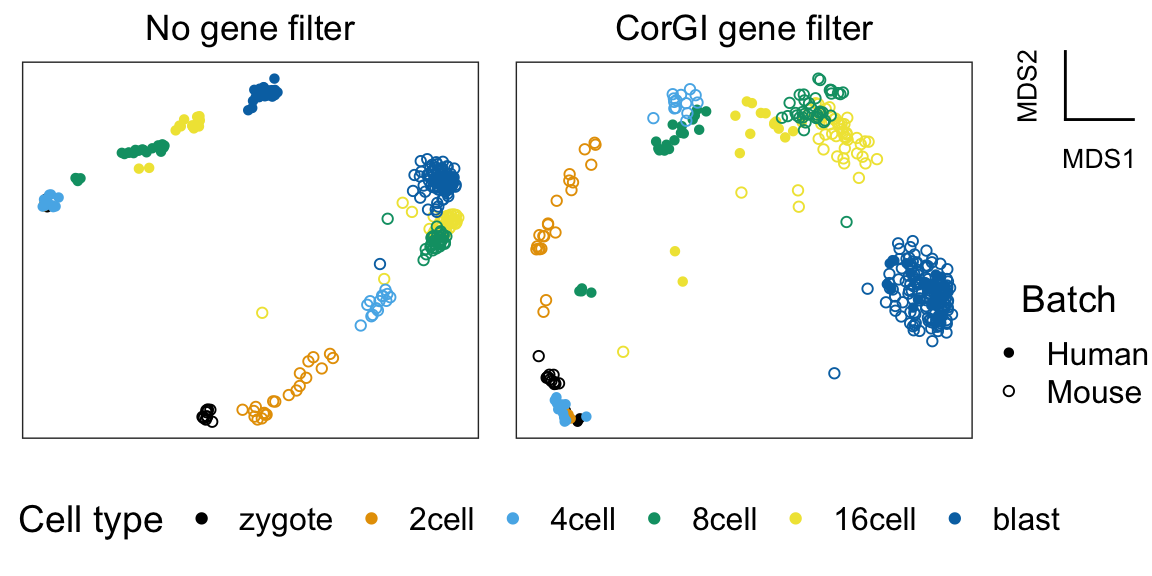 No gene filter
CorGI gene filter
MDS2
MDS1
Batch
Human
Mouse
Cell type zygote 2cell 4cell 8cell 16cell blast